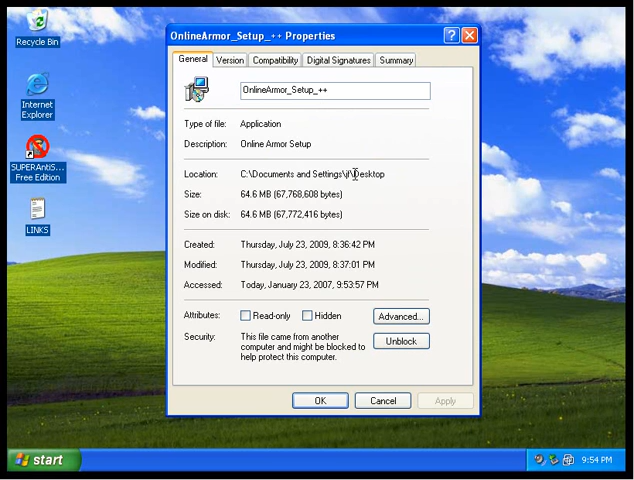 Recycle Bin
Internet
Explorer
SUPERAntiS...
Free Edition
LINKS
OnlineArmor_Setup_++ Properties
General
Version
Compatibility
Digital Signatures
Summary
OnlineArmor_Setup_++
Type of file: Application
Description: Online Armor Setup
Location: C:\Documents and Settings\jf\Desktop
Size: 64.6 MB (67,768,608 bytes)
Size on disk: 64.6 MB (67,772,416 bytes)
Created: Thursday, July 23, 2009, 8:36:42 PM
Modified: Thursday, July 23, 2009, 8:37:01 PM
Accessed: Today, January 23, 2007, 9:53:57 PM
Attributes: Read-only Hidden Advanced...
Security: This file came from another
computer and might be blocked to
help protect this computer.
Unblock
OK Cancel Apply
start
9:54 PM